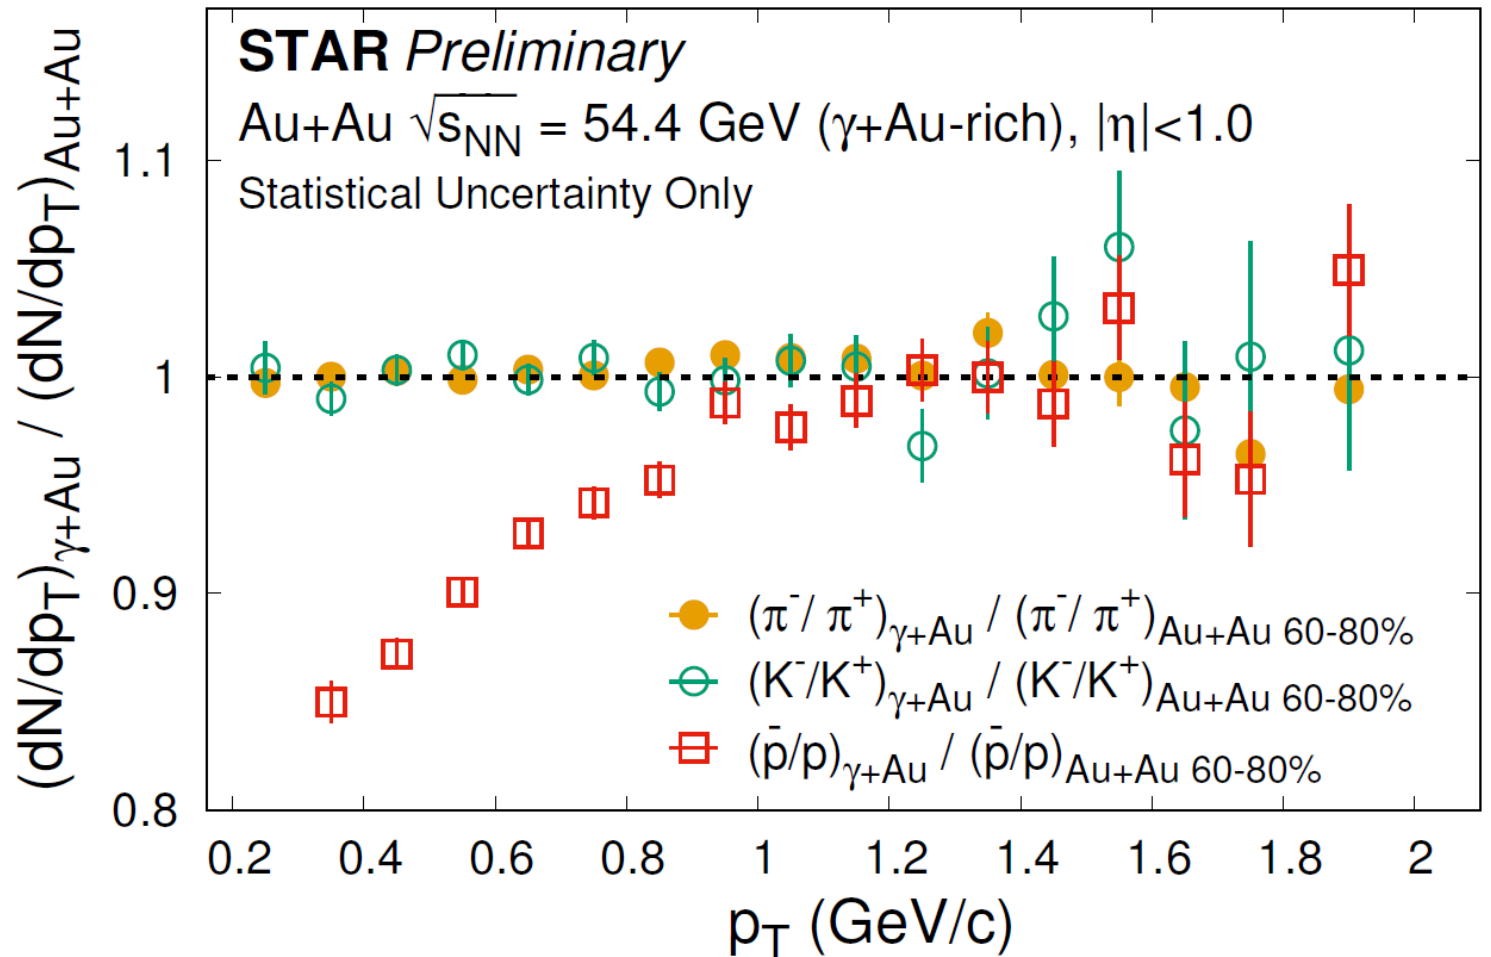 STAR Preliminary
Au+Au √sNN = 54.4 GeV (γ+Au-rich), |η|<1.0
Statistical Uncertainty Only
(dN/dpT)γ+Au / (dN/dpT)Au+Au
1.1
1
0.9
0.8
(π-/ π+)γ+Au / (π-/ π+)Au+Au 60-80%
(K-/K+)γ+Au / (K-/K+)Au+Au 60-80%
(p̄/p)γ+Au / (p̄/p)Au+Au 60-80%
0.2 0.4 0.6 0.8 1 1.2 1.4 1.6 1.8 2
pT (GeV/c)